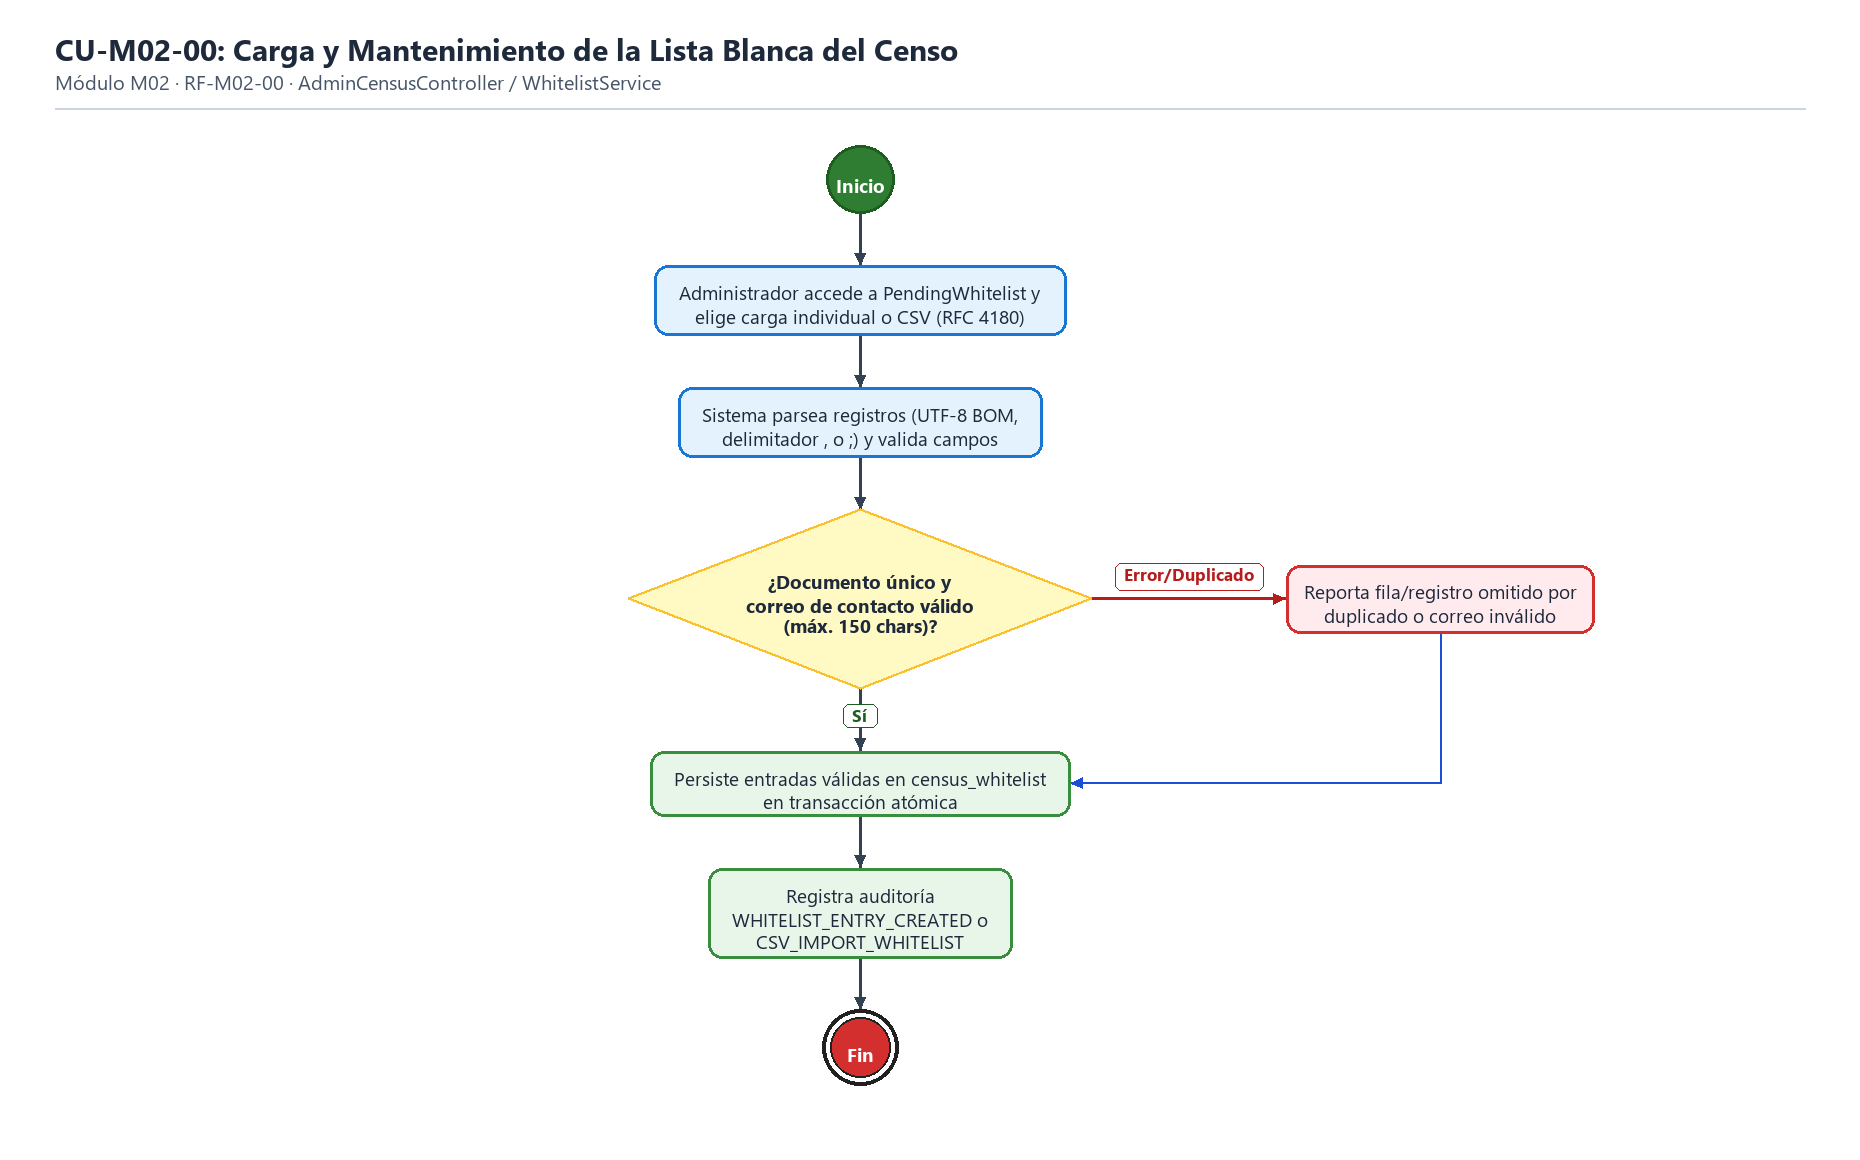 CU-M02-00: Carga y Mantenimiento de la Lista Blanca del Censo
Módulo M02 · RF-M02-00 · AdminCensusController / WhitelistService
Inicio
Administrador accede a PendingWhitelist y
elige carga individual o CSV (RFC 4180)
Sistema parsea registros (UTF-8 BOM,
delimitador , o ;) y valida campos
¿Documento único y
correo de contacto válido
(máx. 150 chars)?
Error/Duplicado
Reporta fila/registro omitido por
duplicado o correo inválido
Sí
Persiste entradas válidas en census_whitelist
en transacción atómica
Registra auditoría
WHITELIST_ENTRY_CREATED o
CSV_IMPORT_WHITELIST
Fin